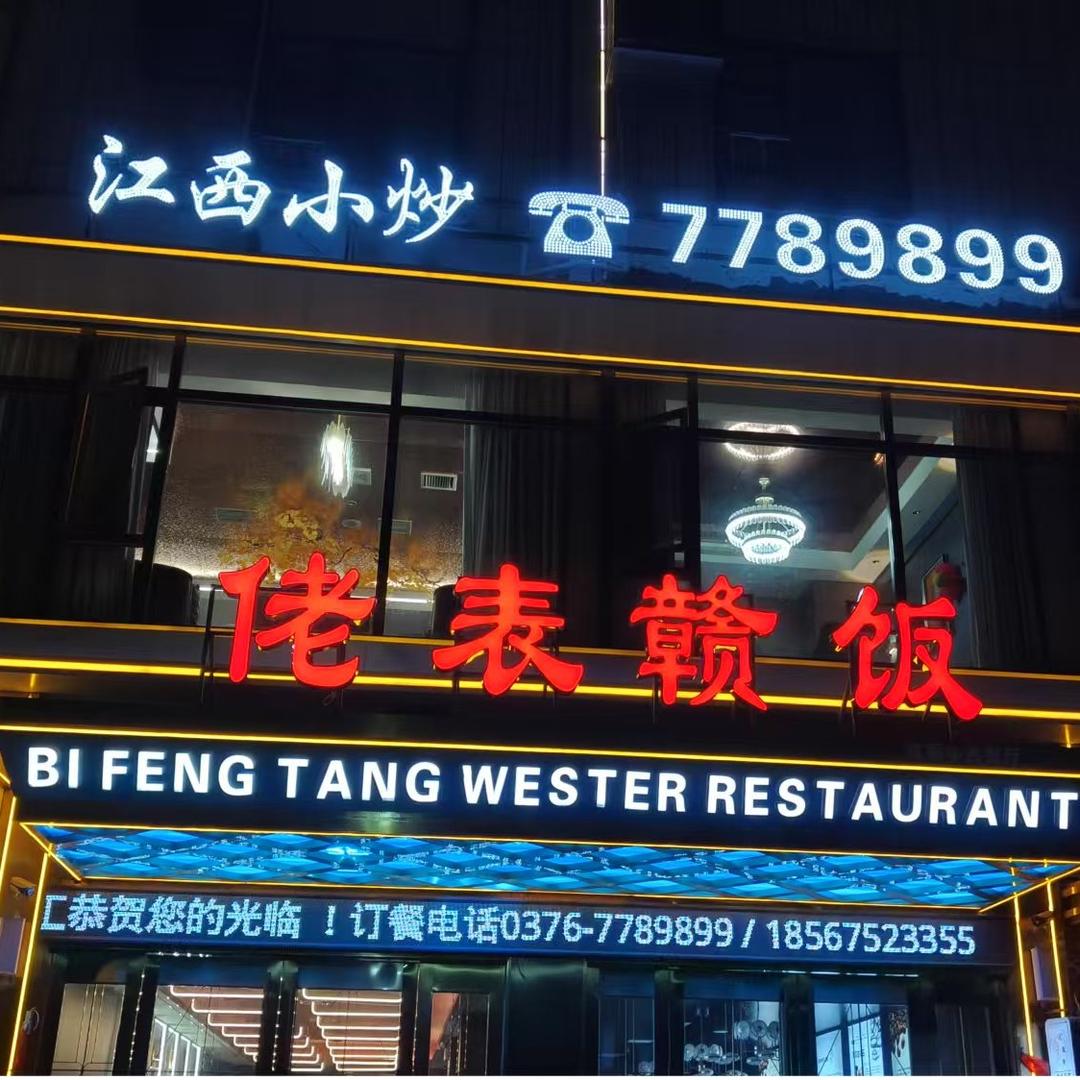 江西小炒 ☎ 7789899
佬表赣饭
BI FENG TANG WESTER RESTAURANT
恭贺您的光临！订餐电话0376-7789899 / 18567523355